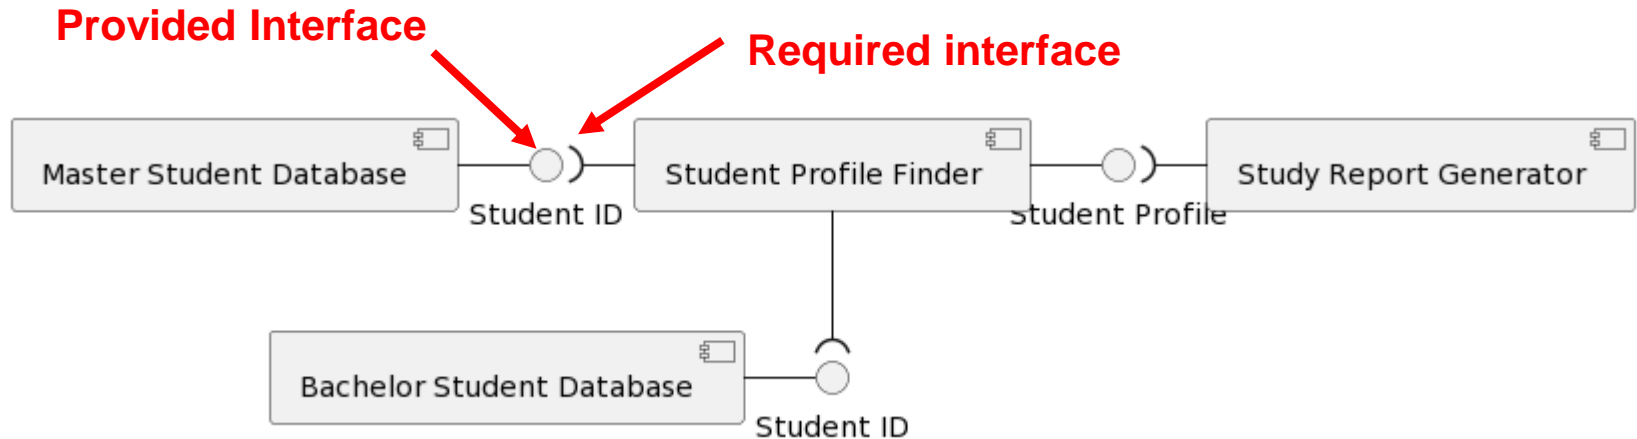 Provided Interface
Required interface
Master Student Database
Student ID
Student Profile Finder
Student Profile
Study Report Generator
Bachelor Student Database
Student ID